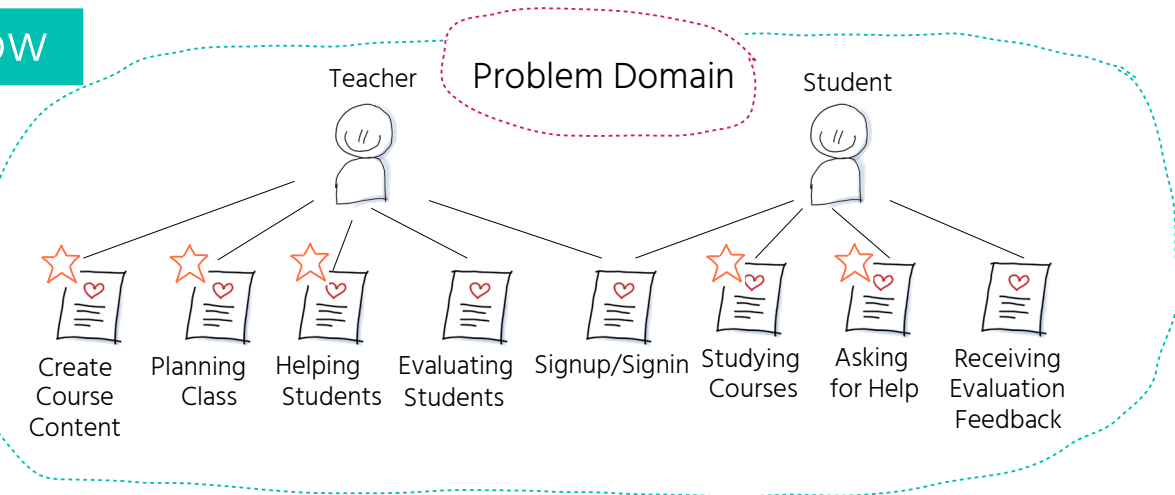 ow
Teacher
Problem Domain
Student
Create
Course
Content
Planning
Class
Helping
Students
Evaluating
Students
Signup/Signin
Studying
Courses
Asking
for Help
Receiving
Evaluation
Feedback